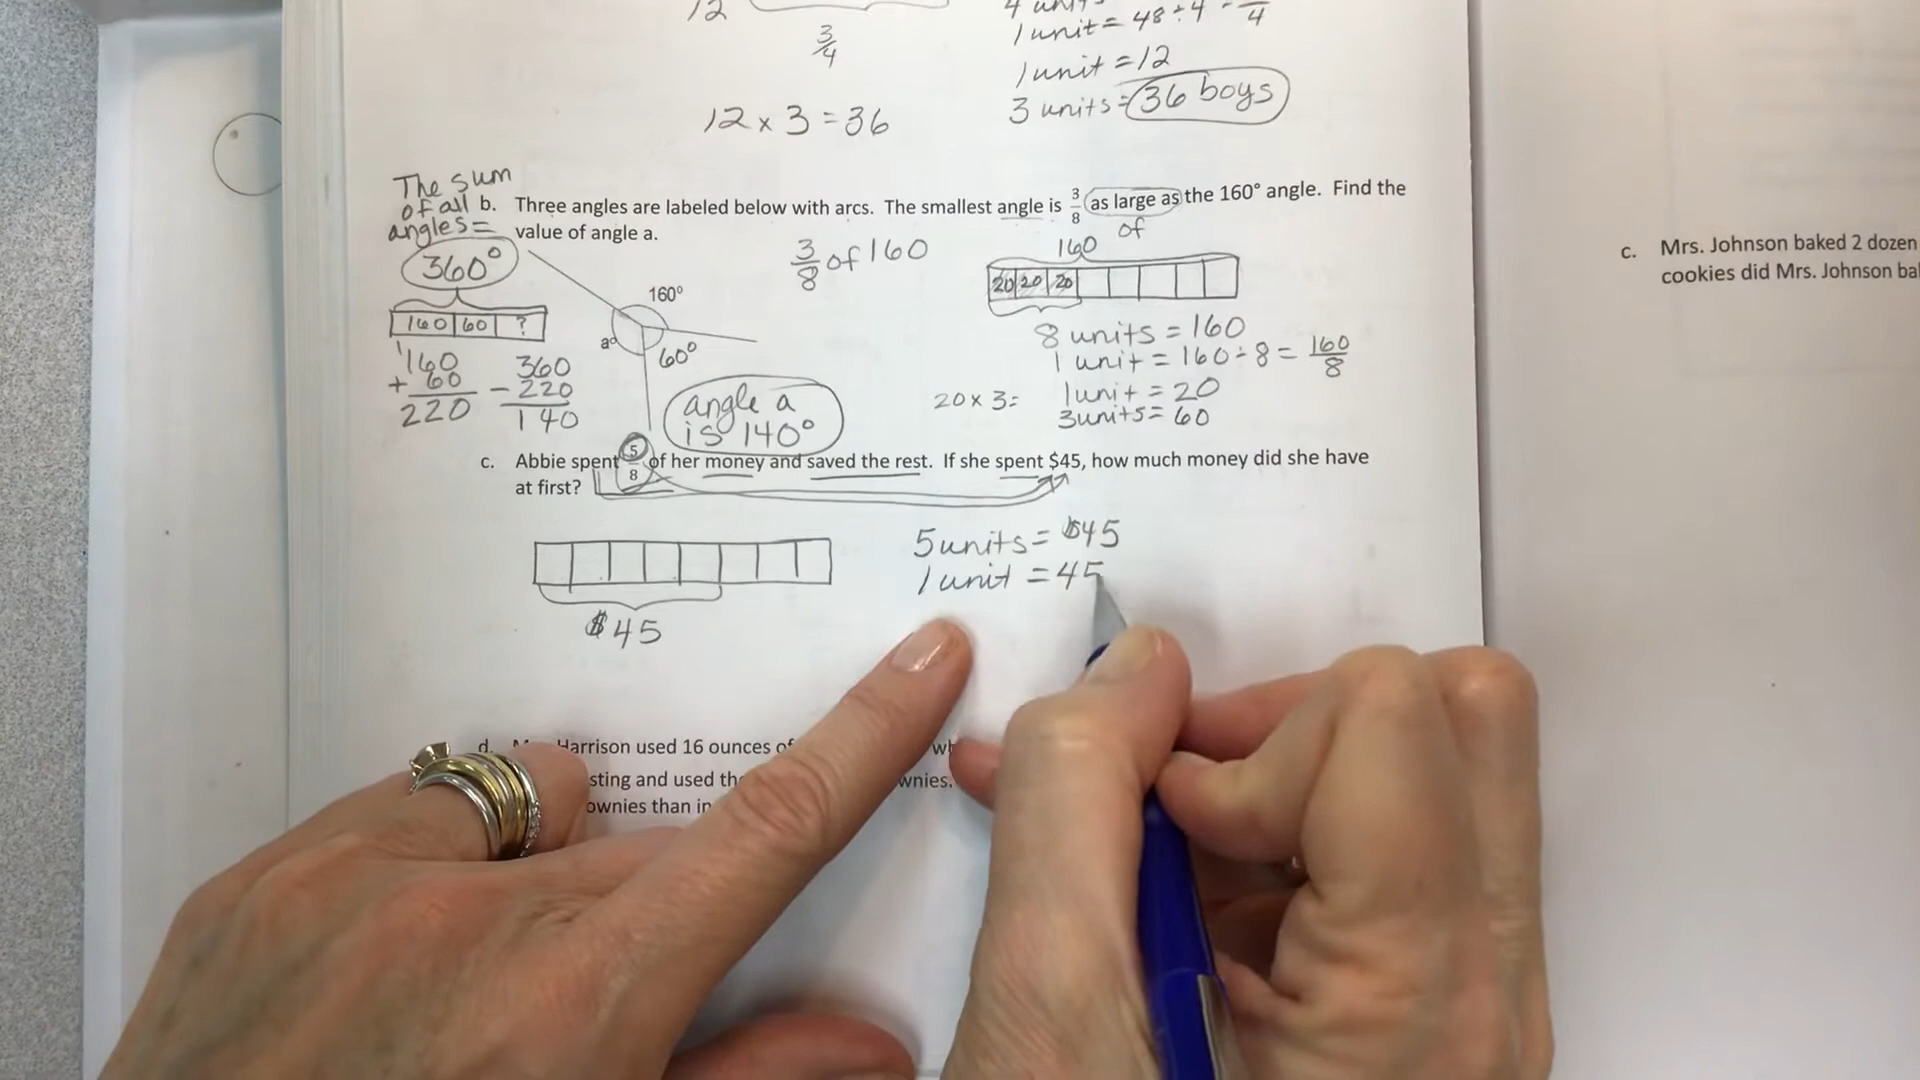 12
3/4
12 x 3 = 36
1 unit = 48 ÷ 4
1 unit = 12
3 units = 36 boys
The sum
of all
angles =
360°
160 60 ?
160
+ 60
220
360
- 220
140
b. Three angles are labeled below with arcs. The smallest angle is 3/8 as large as the 160° angle. Find the
of
value of angle a.
160°
a°
60°
3/8 of 160
angle a
is 140°
160
20 20 20
8 units = 160
1 unit = 160 ÷ 8 = 160/8
1 unit = 20
20 x 3 =
3 units = 60
c. Abbie spent 5/8 of her money and saved the rest. If she spent $45, how much money did she have
at first?
$45
5 units = $45
1 unit = 45
d.
Harrison used 16 ounces of
sting and used the
wnies.
ownies than in
c. Mrs. Johnson baked 2 dozen
cookies did Mrs. Johnson ba